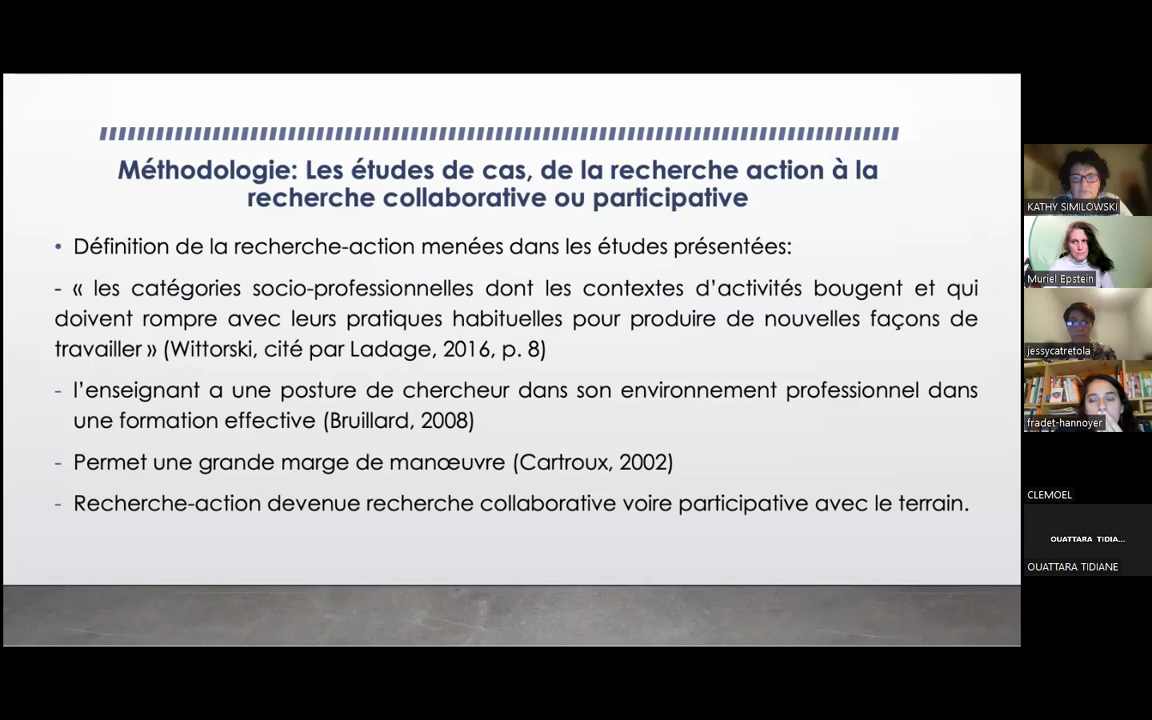 Méthodologie: Les études de cas, de la recherche action à la
recherche collaborative ou participative
• Définition de la recherche-action menées dans les études présentées:
- « les catégories socio-professionnelles dont les contextes d’activités bougent et qui
doivent rompre avec leurs pratiques habituelles pour produire de nouvelles façons de
travailler » (Wittorski, cité par Ladage, 2016, p. 8)
- l’enseignant a une posture de chercheur dans son environnement professionnel dans
une formation effective (Bruillard, 2008)
- Permet une grande marge de manœuvre (Cartroux, 2002)
- Recherche-action devenue recherche collaborative voire participative avec le terrain.
KATHY SIMILOWSKI
Muriel Epstein
jessycatretola
fradet-hannoyer
CLEMOEL
OUATTARA TIDIA...
OUATTARA TIDIANE